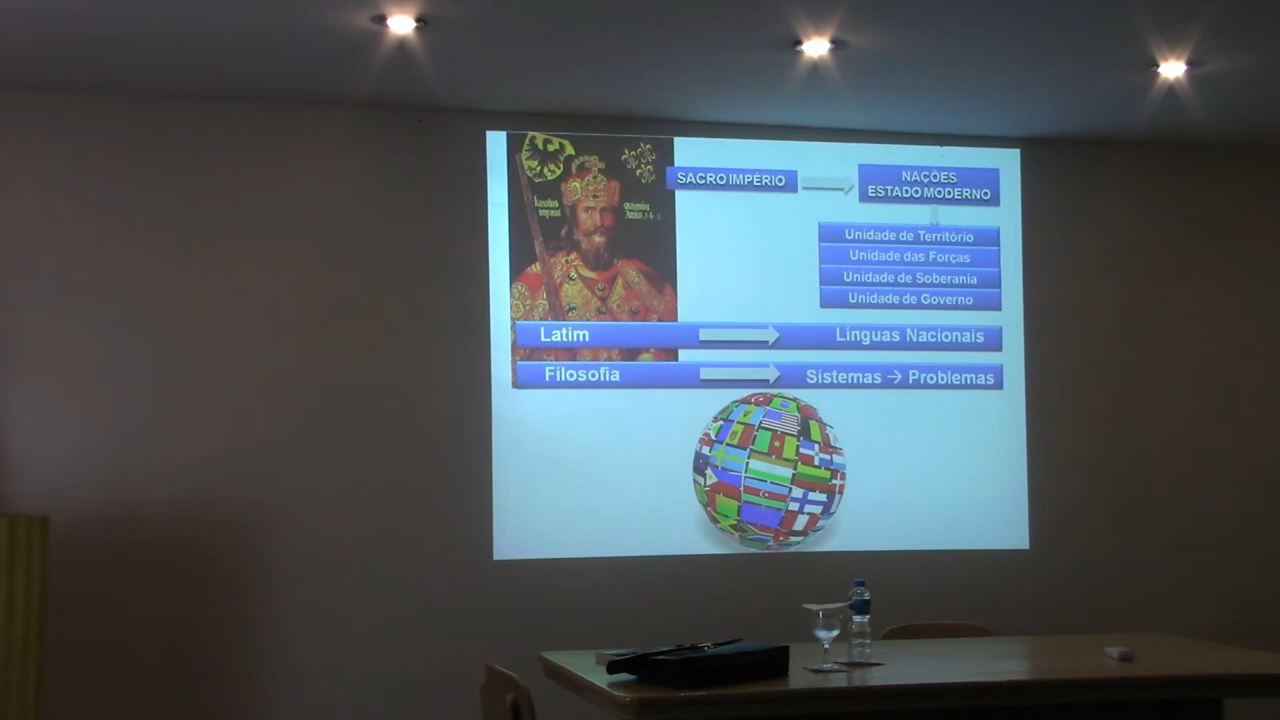 SACRO IMPÉRIO
NAÇÕES
ESTADO MODERNO
Unidade de Território
Unidade das Forças
Unidade de Soberania
Unidade de Governo
Latim
Línguas Nacionais
Filosofia
Sistemas → Problemas